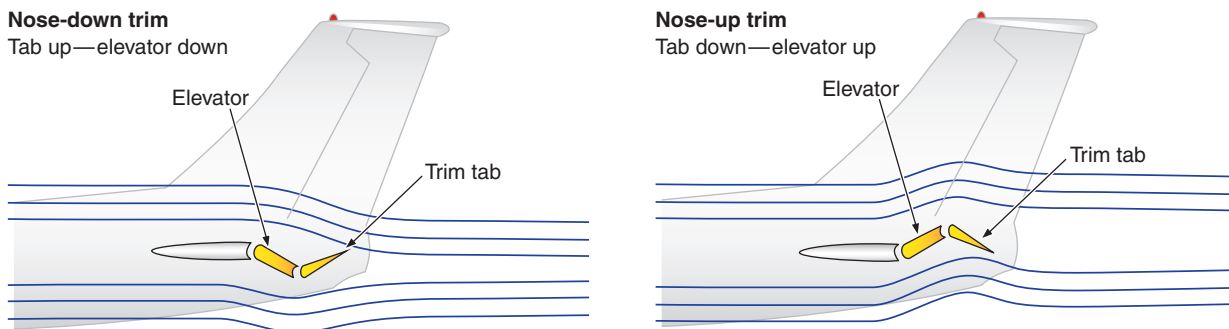 Nose-down trim
Tab up—elevator down
Elevator
Trim tab
Nose-up trim
Tab down—elevator up
Elevator
Trim tab